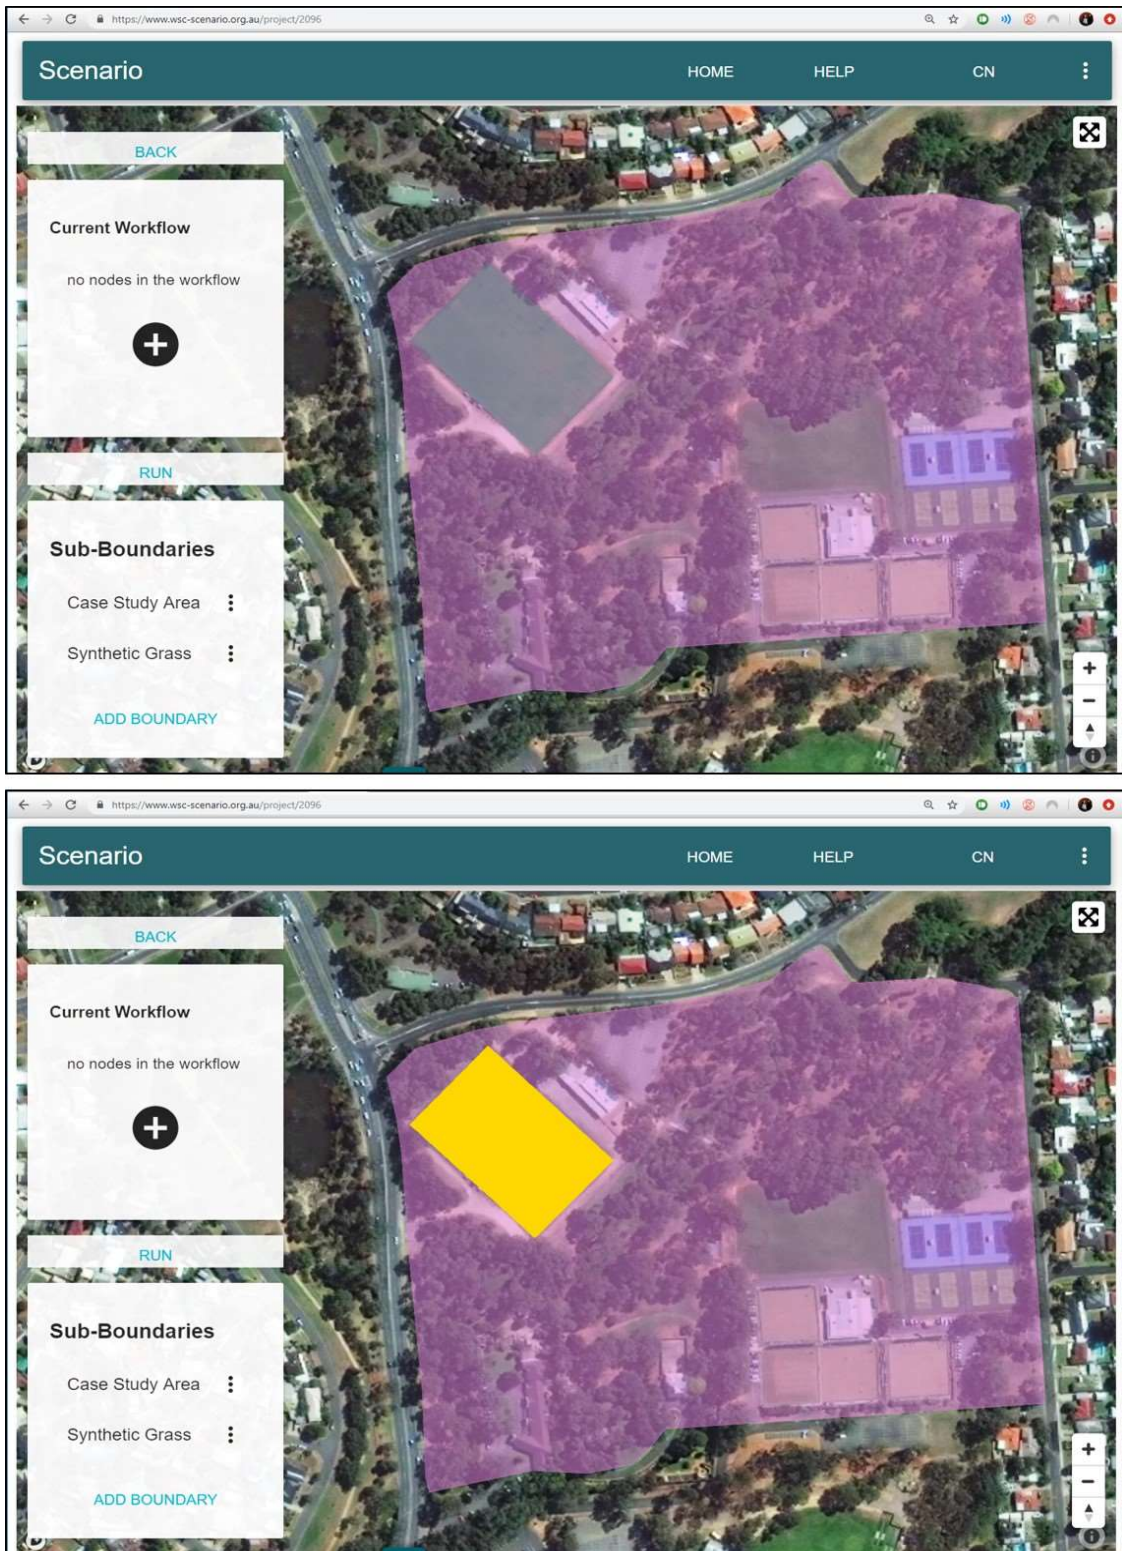 https://www.wsc-scenario.org.au/project/2096
Scenario
HOME
HELP
CN
BACK
Current Workflow
no nodes in the workflow
RUN
Sub-Boundaries
Case Study Area
Synthetic Grass
ADD BOUNDARY
https://www.wsc-scenario.org.au/project/2096
Scenario
HOME
HELP
CN
BACK
Current Workflow
no nodes in the workflow
RUN
Sub-Boundaries
Case Study Area
Synthetic Grass
ADD BOUNDARY